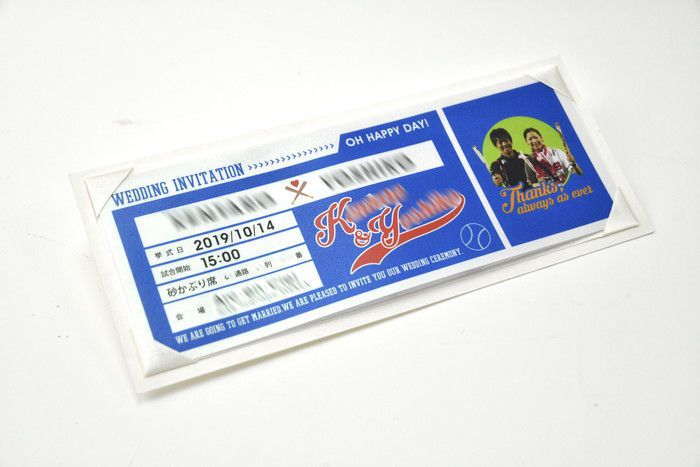 WEDDING INVITATION >>>>>>>>>>>>>>> OH HAPPY DAY!
挙式日 2019/10/14
試合開始 15:00
砂かぶり席 通路 列 番
会場
K & Y
WE ARE GOING TO GET MARRIED WE ARE PLEASED TO INVITE YOU OUR WEDDING CEREMONY.
Thanks,
always as ever